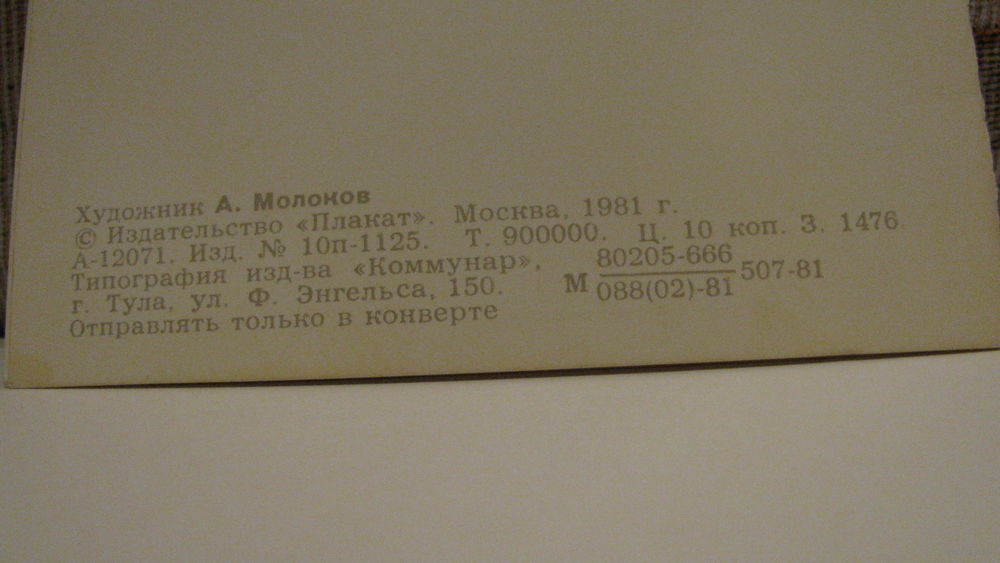 Художник А. Молоков
© Издательство «Плакат». Москва, 1981 г.
А-12071. Изд. № 10п-1125. Т. 900000. Ц. 10 коп. З. 1476.
Типография изд-ва «Коммунар»,
г. Тула, ул. Ф. Энгельса, 150.
М 80205-666
088(02)-81 507-81
Отправлять только в конверте